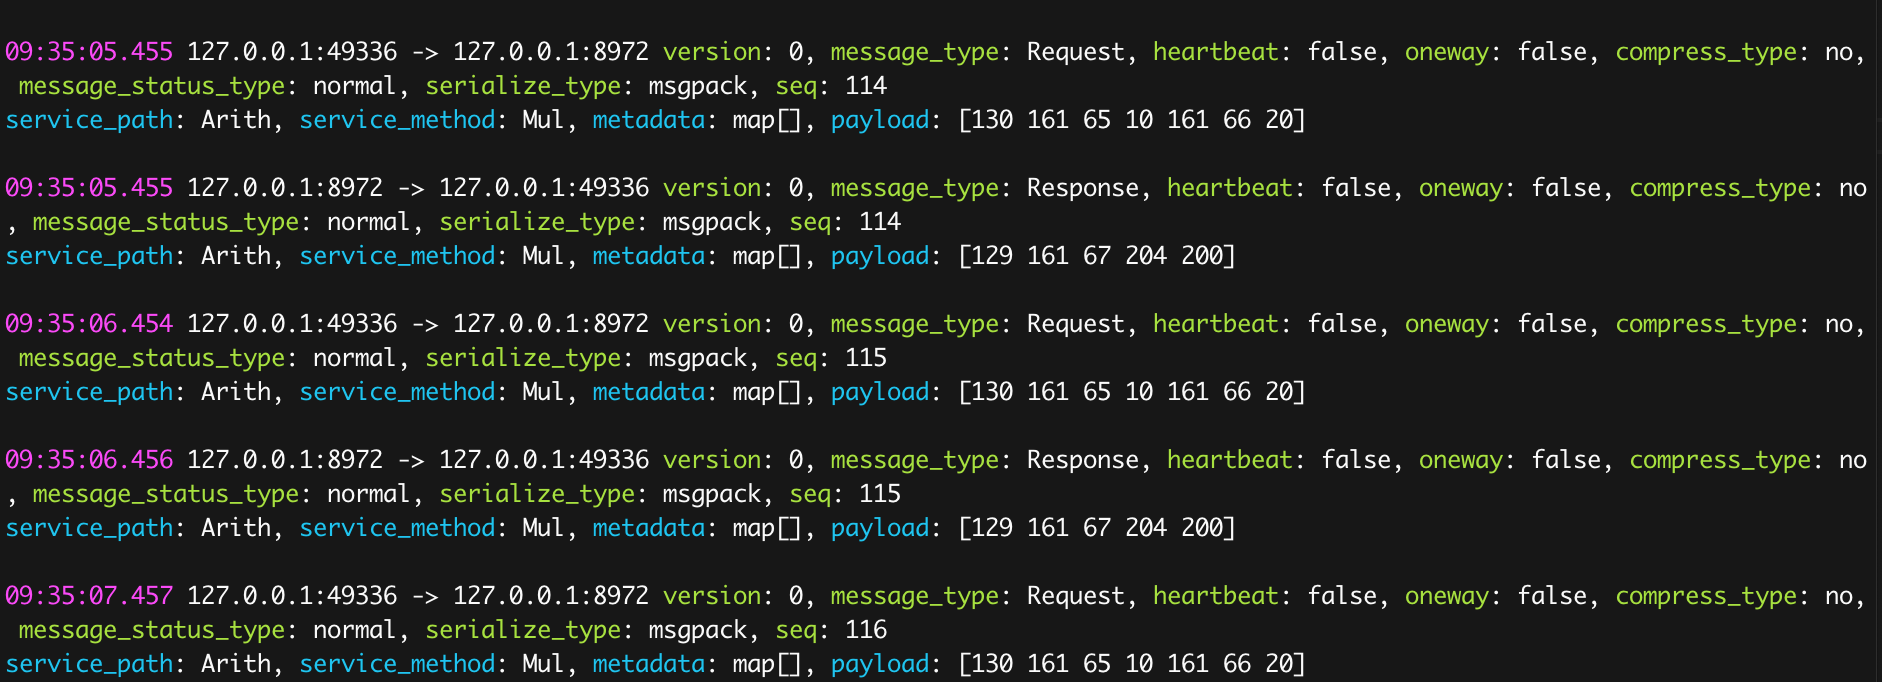 09:35:05.455 127.0.0.1:49336 -> 127.0.0.1:8972 version: 0, message_type: Request, heartbeat: false, oneway: false, compress_type: no,
message_status_type: normal, serialize_type: msgpack, seq: 114
service_path: Arith, service_method: Mul, metadata: map[], payload: [130 161 65 10 161 66 20]
09:35:05.455 127.0.0.1:8972 -> 127.0.0.1:49336 version: 0, message_type: Response, heartbeat: false, oneway: false, compress_type: no
, message_status_type: normal, serialize_type: msgpack, seq: 114
service_path: Arith, service_method: Mul, metadata: map[], payload: [129 161 67 204 200]
09:35:06.454 127.0.0.1:49336 -> 127.0.0.1:8972 version: 0, message_type: Request, heartbeat: false, oneway: false, compress_type: no,
message_status_type: normal, serialize_type: msgpack, seq: 115
service_path: Arith, service_method: Mul, metadata: map[], payload: [130 161 65 10 161 66 20]
09:35:06.456 127.0.0.1:8972 -> 127.0.0.1:49336 version: 0, message_type: Response, heartbeat: false, oneway: false, compress_type: no
, message_status_type: normal, serialize_type: msgpack, seq: 115
service_path: Arith, service_method: Mul, metadata: map[], payload: [129 161 67 204 200]
09:35:07.457 127.0.0.1:49336 -> 127.0.0.1:8972 version: 0, message_type: Request, heartbeat: false, oneway: false, compress_type: no,
message_status_type: normal, serialize_type: msgpack, seq: 116
service_path: Arith, service_method: Mul, metadata: map[], payload: [130 161 65 10 161 66 20]